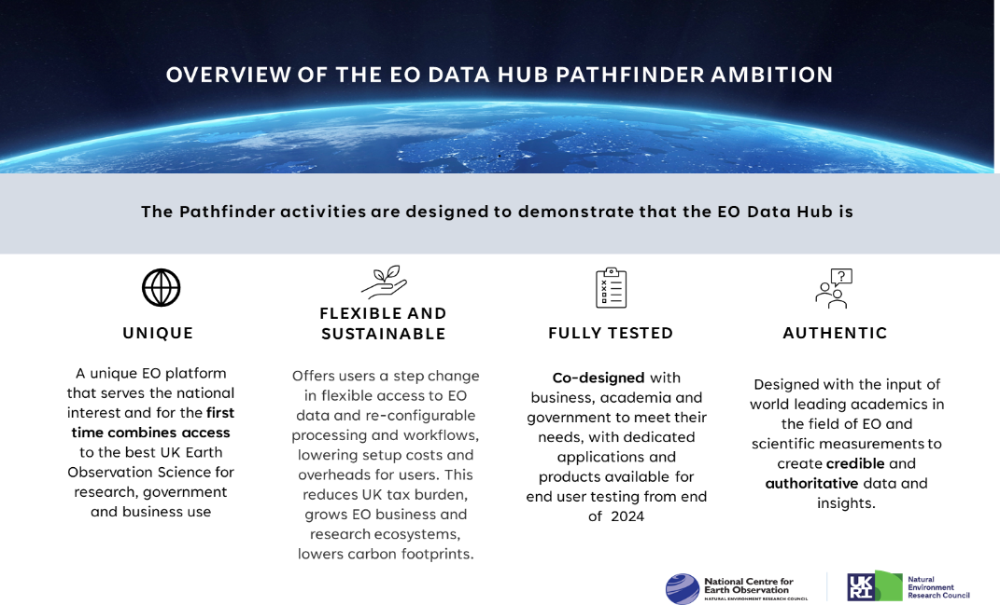 OVERVIEW OF THE EO DATA HUB PATHFINDER AMBITION
The Pathfinder activities are designed to demonstrate that the EO Data Hub is
UNIQUE
A unique EO platform
that serves the national
interest and for the first
time combines access
to the best UK Earth
Observation Science for
research, government
and business use
FLEXIBLE AND
SUSTAINABLE
Offers users a step change
in flexible access to EO
data and re-configurable
processing and workflows,
lowering setup costs and
overheads for users. This
reduces UK tax burden,
grows EO business and
research ecosystems,
lowers carbon footprints.
FULLY TESTED
Co-designed with
business, academia and
government to meet their
needs, with dedicated
applications and
products available for
end user testing from end
of 2024
?
AUTHENTIC
Designed with the input of
world leading academics in
the field of EO and
scientific measurements to
create credible and
authoritative data and
insights.
National Centre for
Earth Observation
NATURAL ENVIRONMENT RESEARCH COUNCIL
UK
RI
Natural
Environment
Research Council